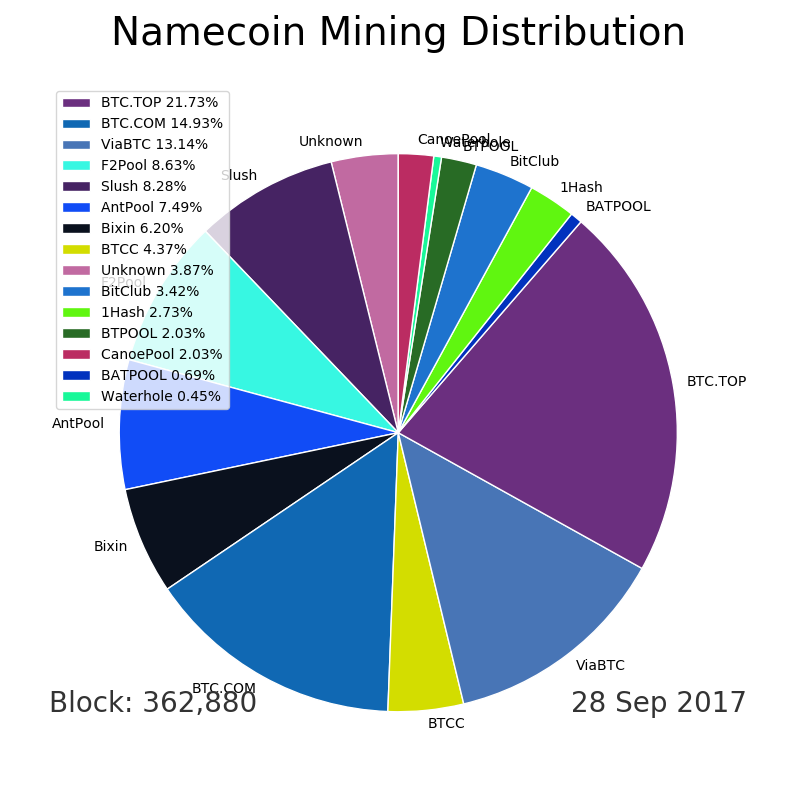 Namecoin Mining Distribution
BTC.TOP 21.73%
BTC.COM 14.93%
ViaBTC 13.14%
F2Pool 8.63%
Slush 8.28%
AntPool 7.49%
Bixin 6.20%
BTCC 4.37%
Unknown 3.87%
BitClub 3.42%
1Hash 2.73%
BTPOOL 2.03%
CanoePool 2.03%
BATPOOL 0.69%
Waterhole 0.45%
CanoePool
Waterhole
BTPOOL
BitClub
1Hash
BATPOOL
BTC.TOP
ViaBTC
BTCC
BTC.COM
Bixin
AntPool
F2Pool
Slush
Unknown
Block: 362,880
28 Sep 2017